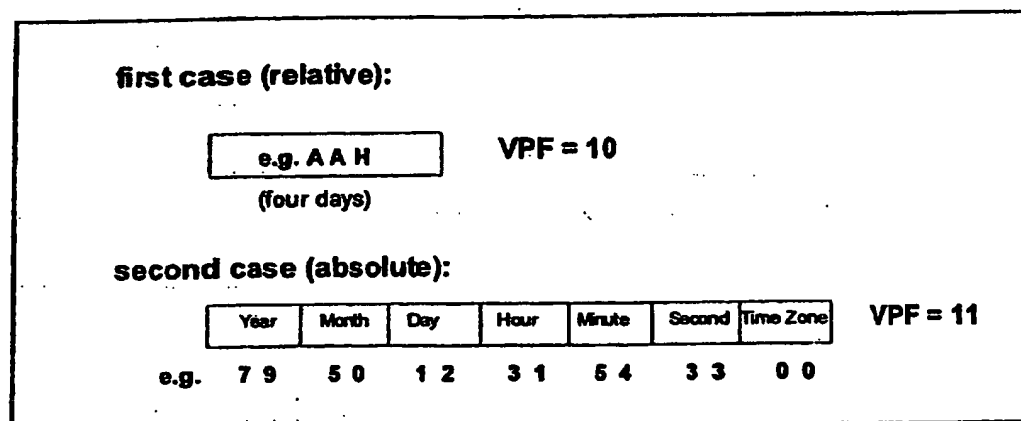 first case (relative):
e.g. A A H VPF = 10
(four days)
second case (absolute):
Year Month Day Hour Minute Second Time Zone VPF = 11
e.g. 7 9 5 0 1 2 3 1 5 4 3 3 0 0